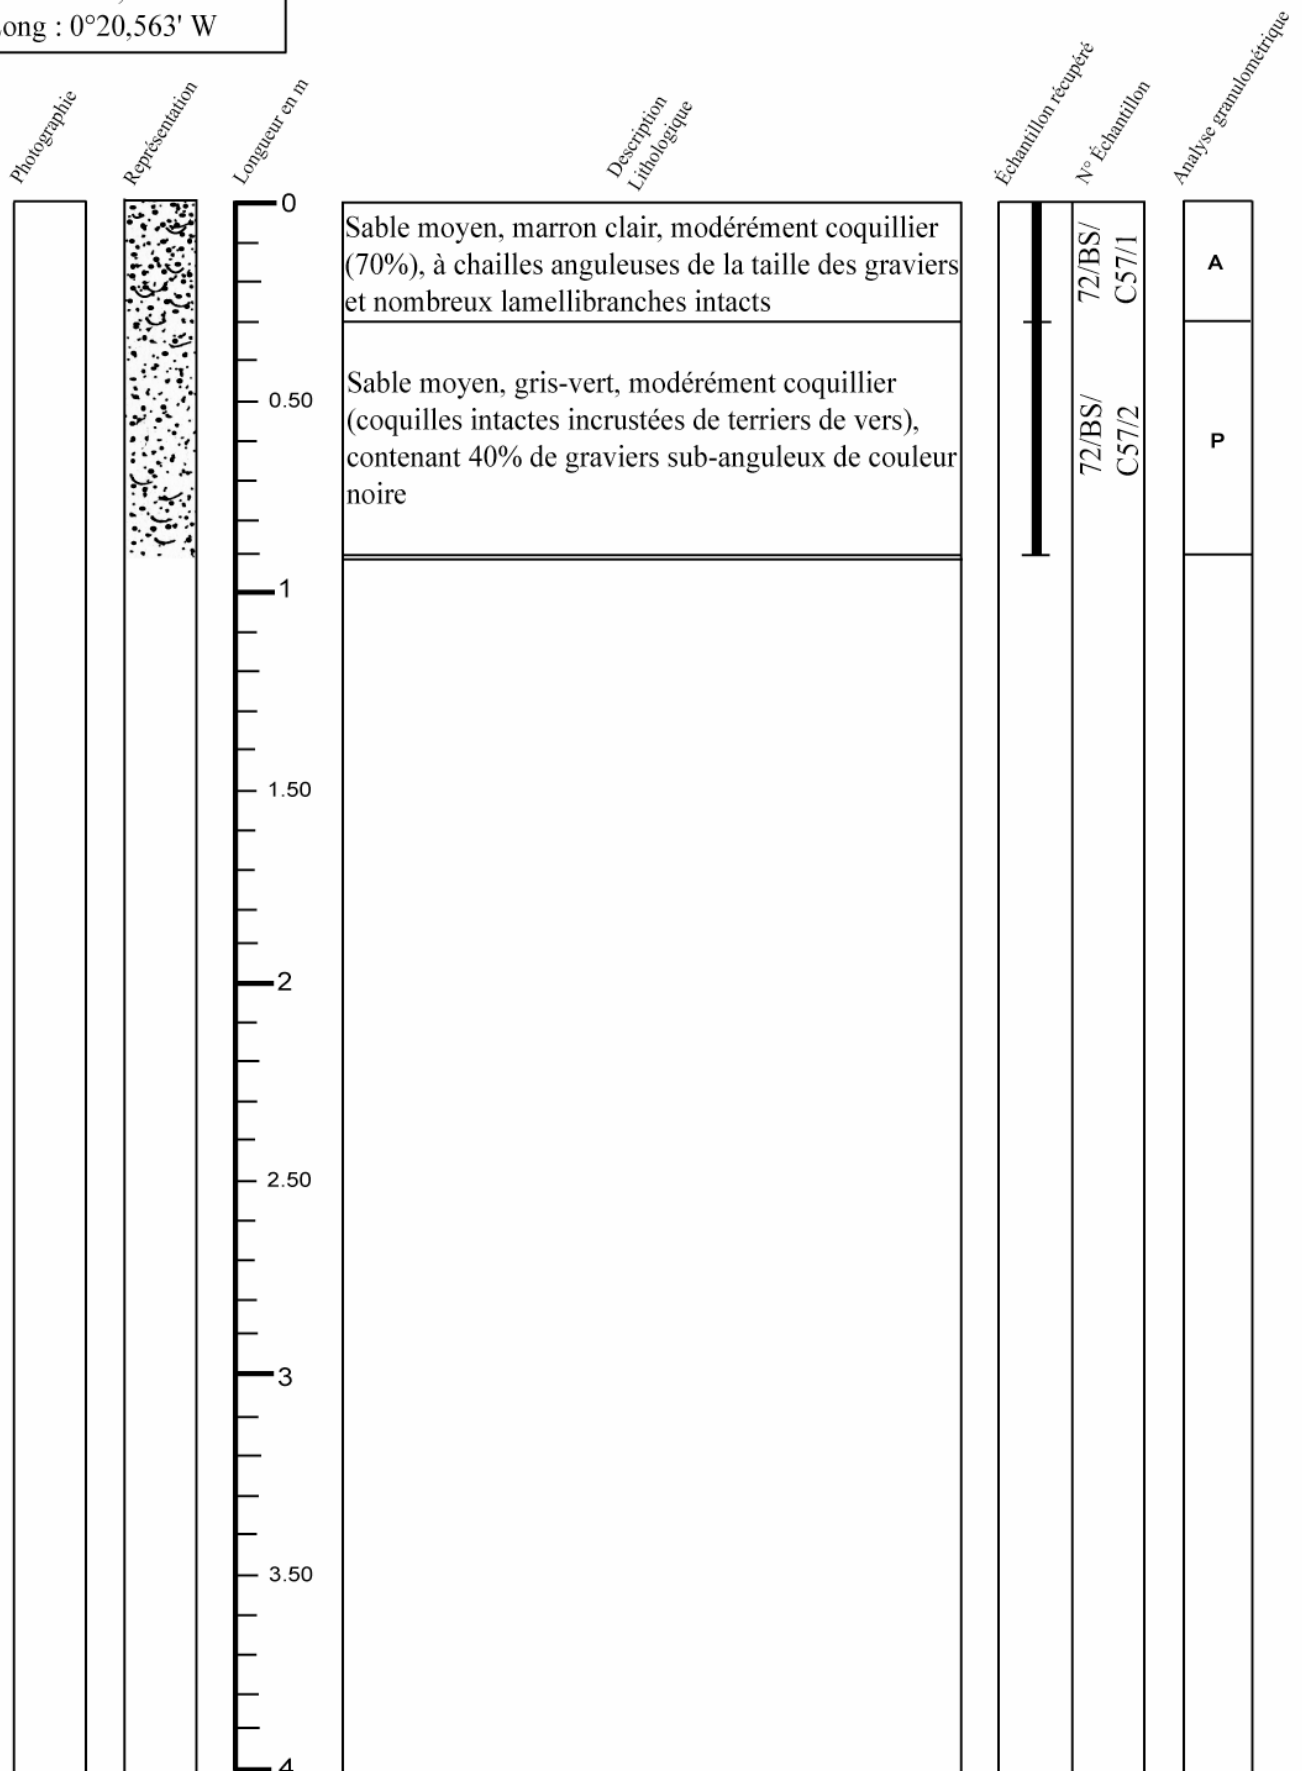 Long : 0°20,563' W
Photographie
Représentation
Longueur en m
Description
Lithologique
Échantillon récupéré
N° Échantillon
Analyse granulométrique
0
Sable moyen, marron clair, modérément coquillier
(70%), à chailles anguleuses de la taille des graviers
et nombreux lamellibranches intacts
72/BS/
C57/1
A
0.50
Sable moyen, gris-vert, modérément coquillier
(coquilles intactes incrustées de terriers de vers),
contenant 40% de graviers sub-anguleux de couleur
noire
72/BS/
C57/2
P
1
1.50
2
2.50
3
3.50
4